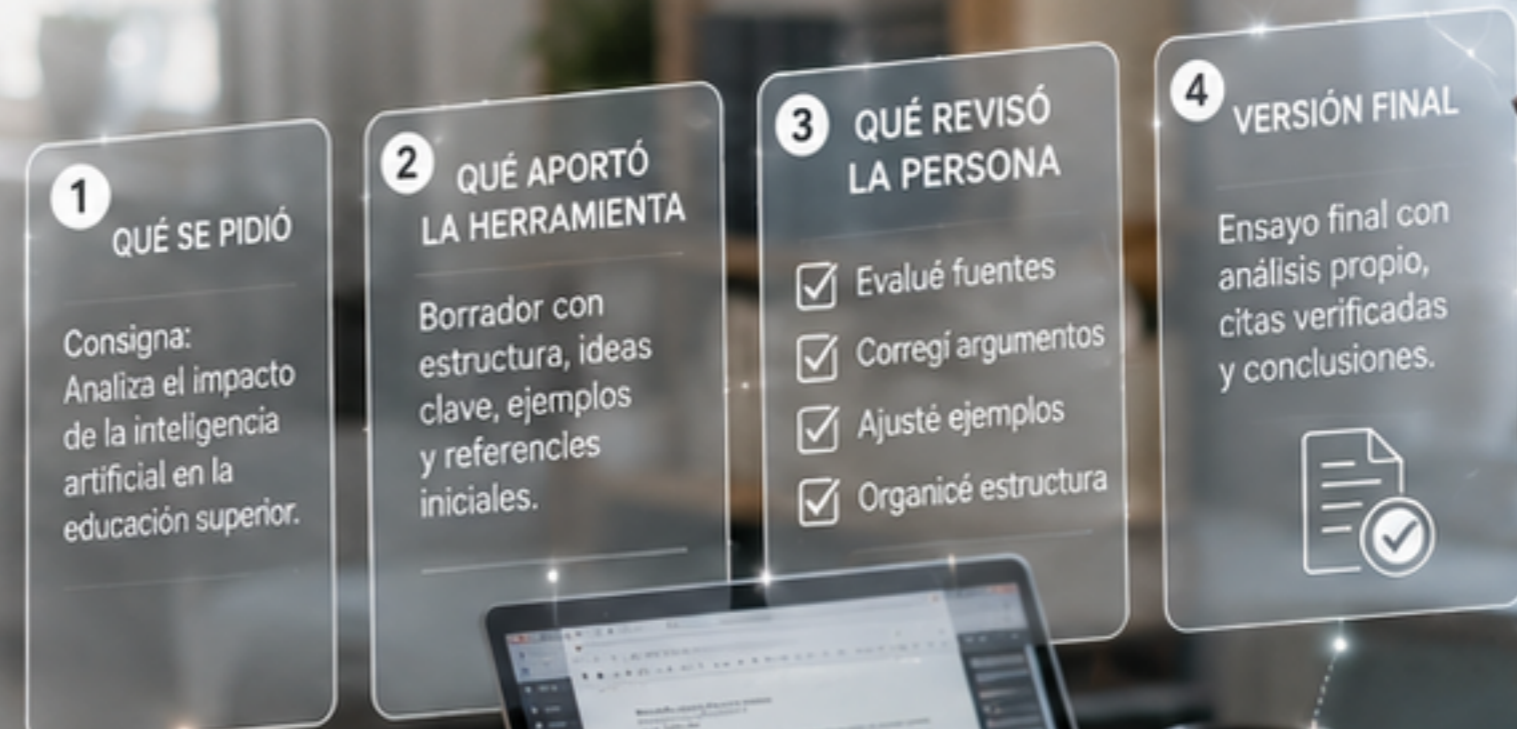 1
QUÉ SE PIDIÓ
Consigna:
Analiza el impacto
de la inteligencia
artificial en la
educación superior.
2
QUÉ APORTÓ
LA HERRAMIENTA
Borrador con
estructura, ideas
clave, ejemplos
y referencles
iniciales.
3
QUÉ REVISÓ
LA PERSONA
Evalué fuentes
Corregí argumentos
Ajusté ejemplos
Organicé estructura
4
VERSIÓN FINAL
Ensayo final con
análisis propio,
citas verificadas
y conclusiones.